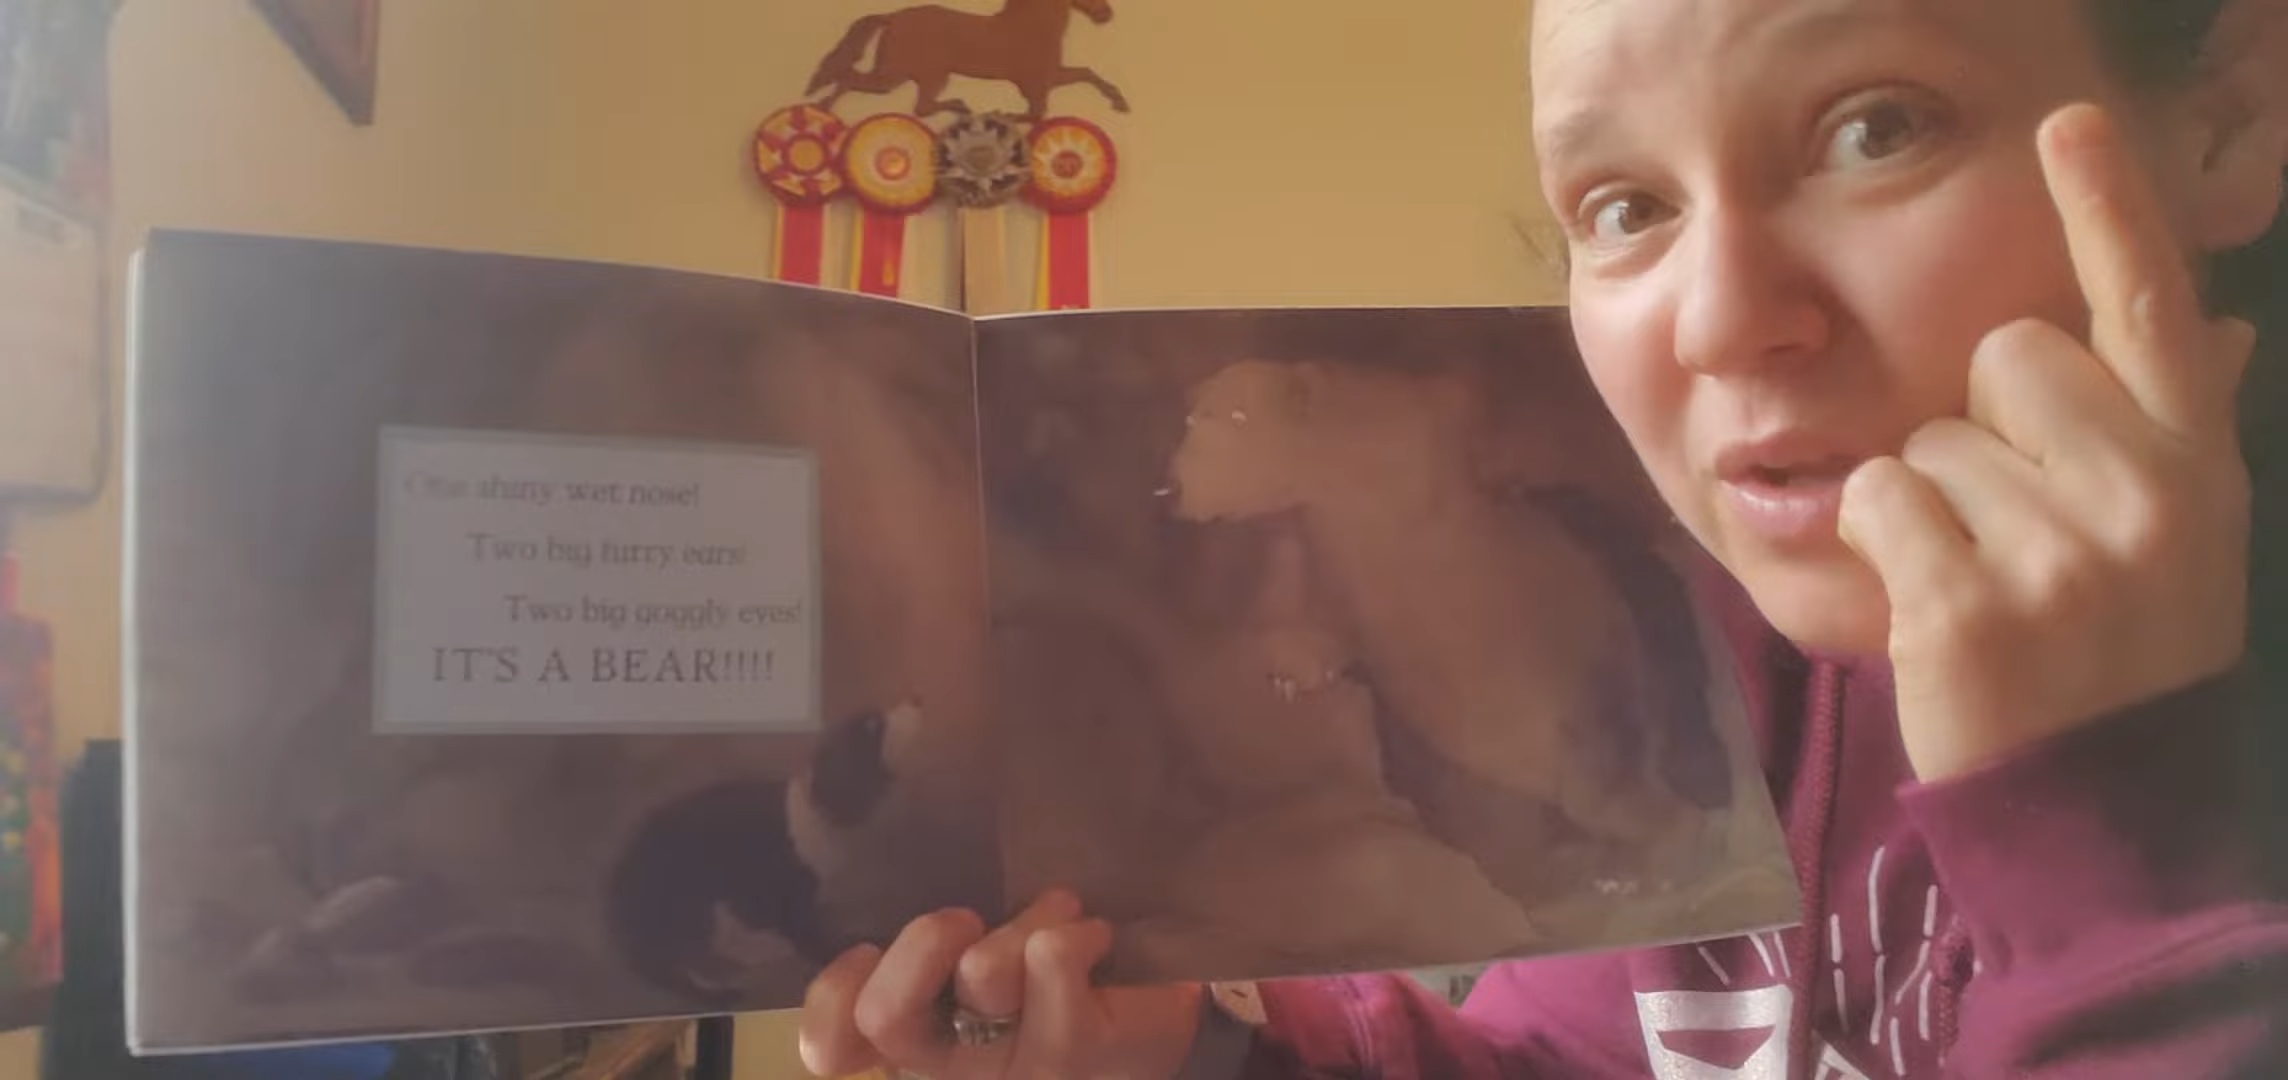 One shiny wet nose!
Two big furry ears!
Two big goggly eyes!
IT'S A BEAR!!!!